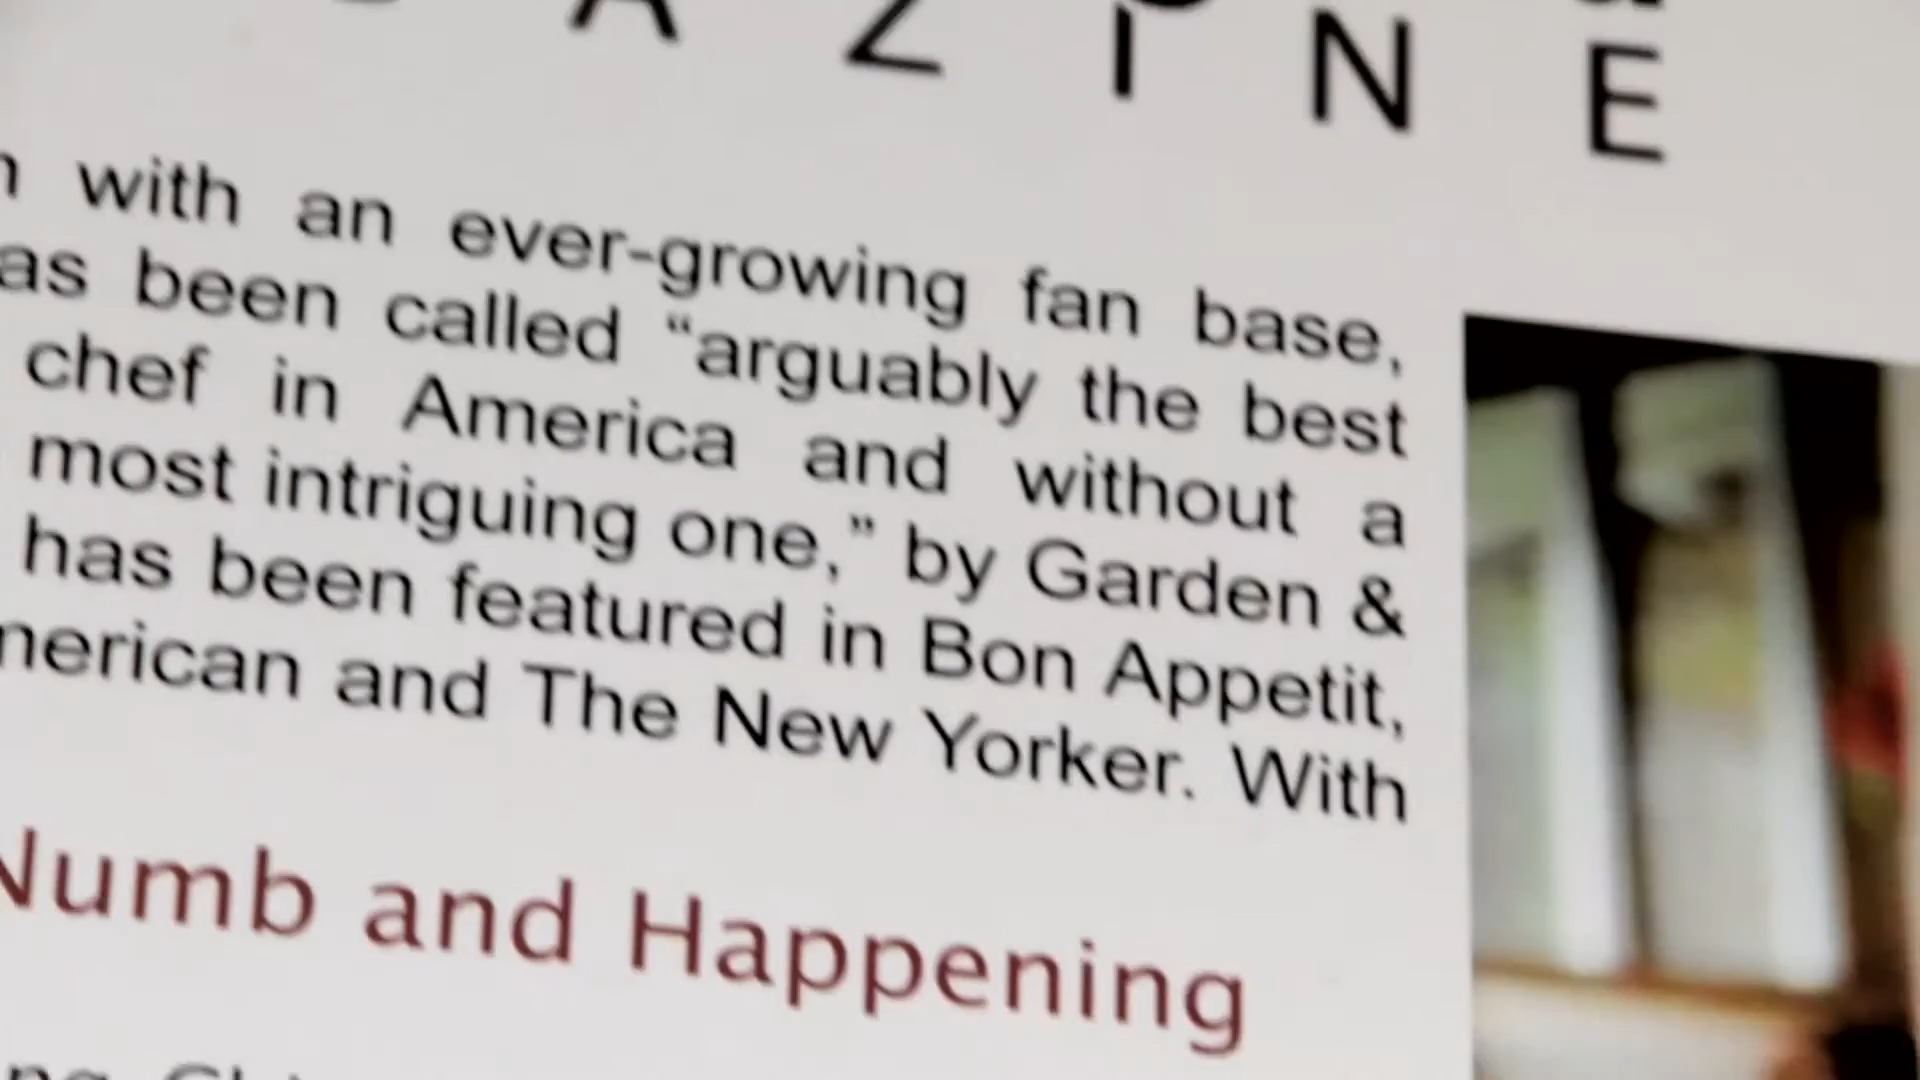 A Z I N E
with an ever-growing fan base,
as been called “arguably the best
chef in America and without a
most intriguing one,” by Garden &
has been featured in Bon Appetit,
merican and The New Yorker. With
Numb and Happening